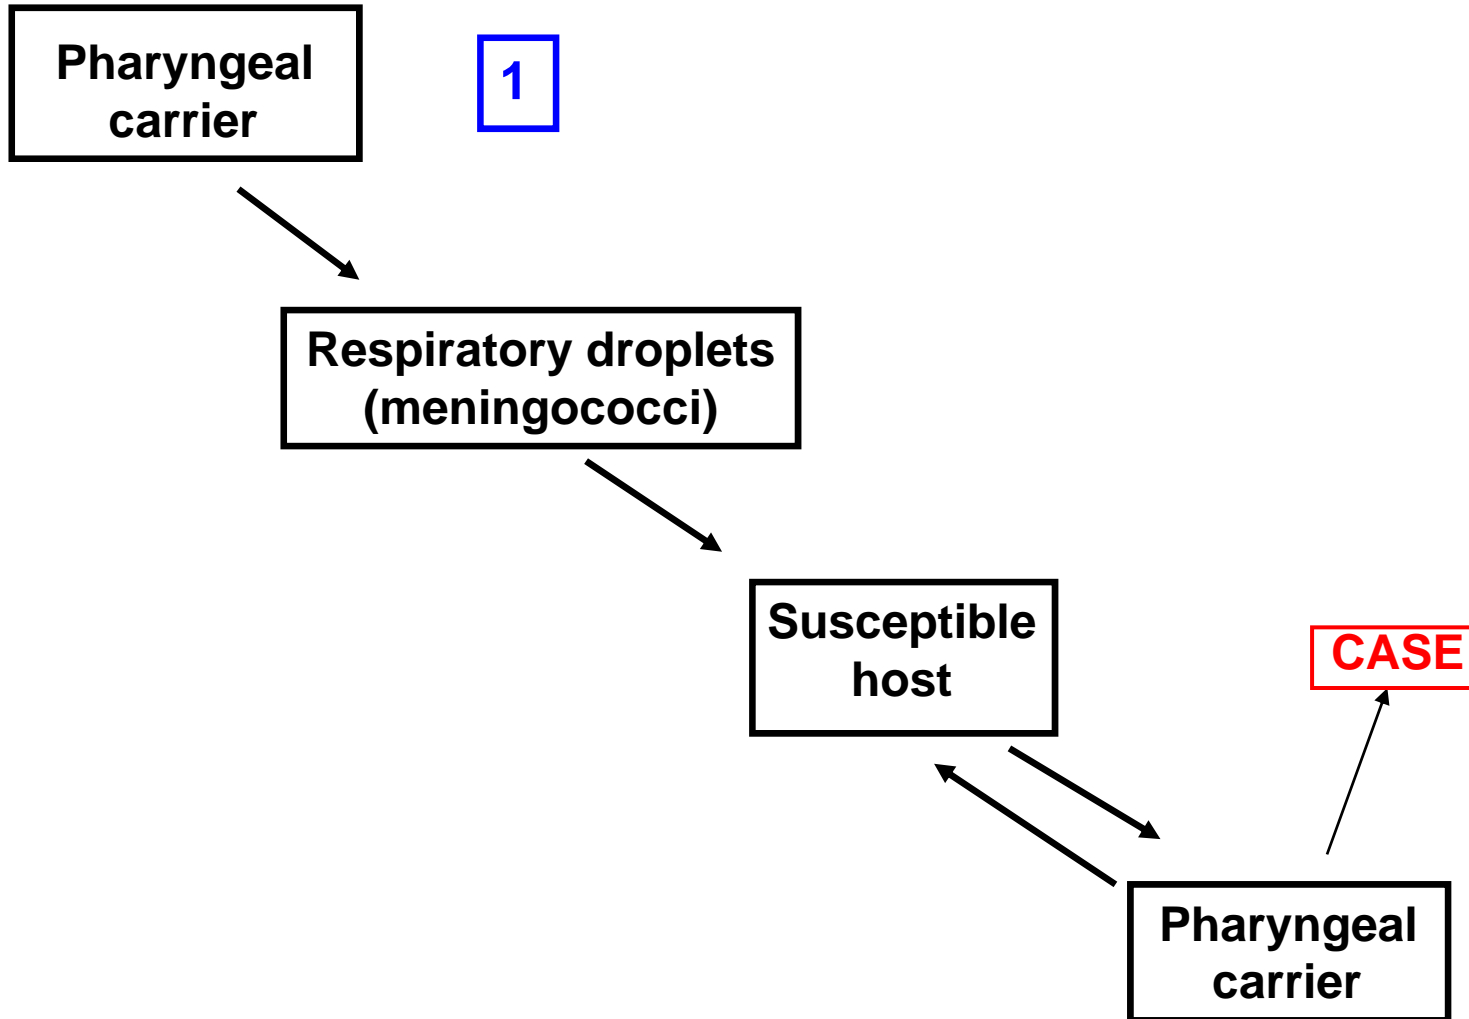 Pharyngeal
carrier
1
Respiratory droplets
(meningococci)
Susceptible
host
CASE
Pharyngeal
carrier